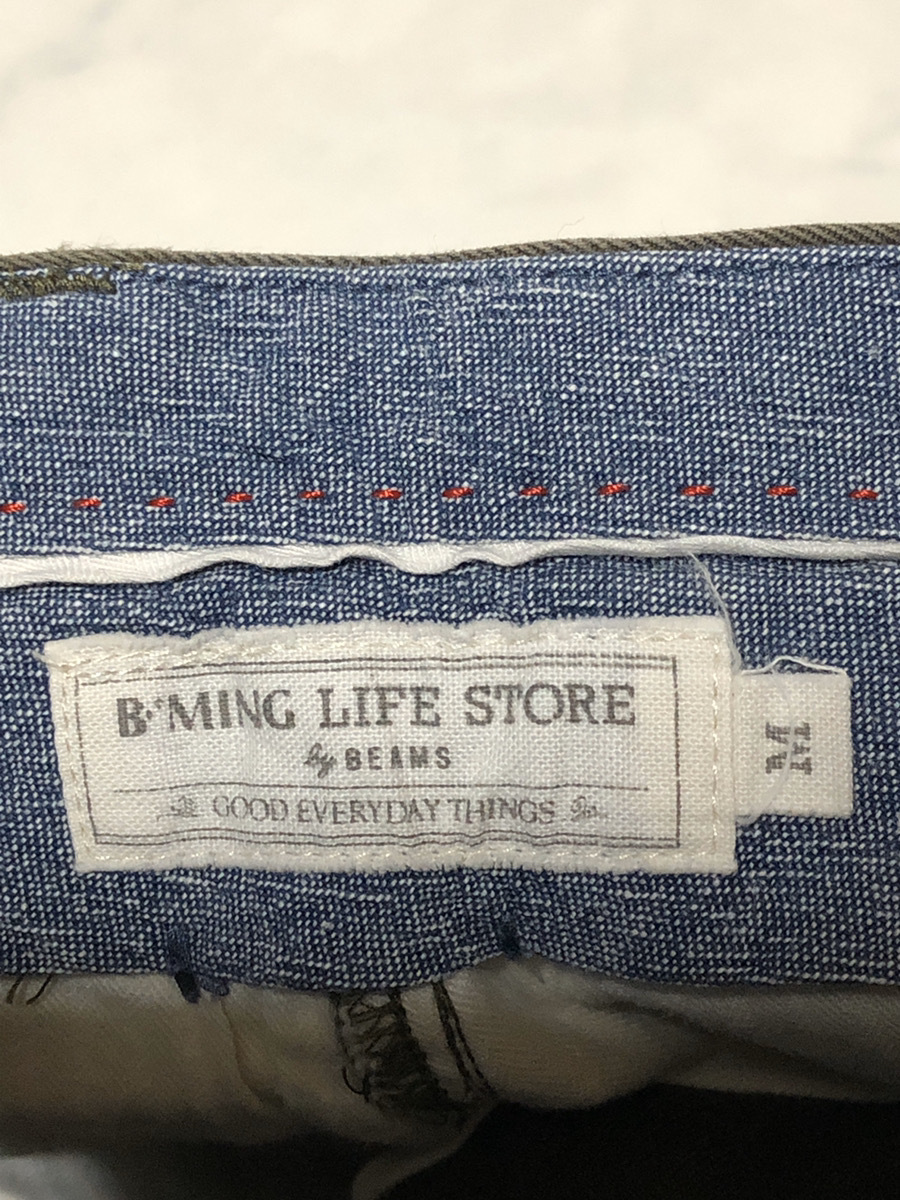 B·MING LIFE STORE
by BEAMS
GOOD EVERYDAY THINGS